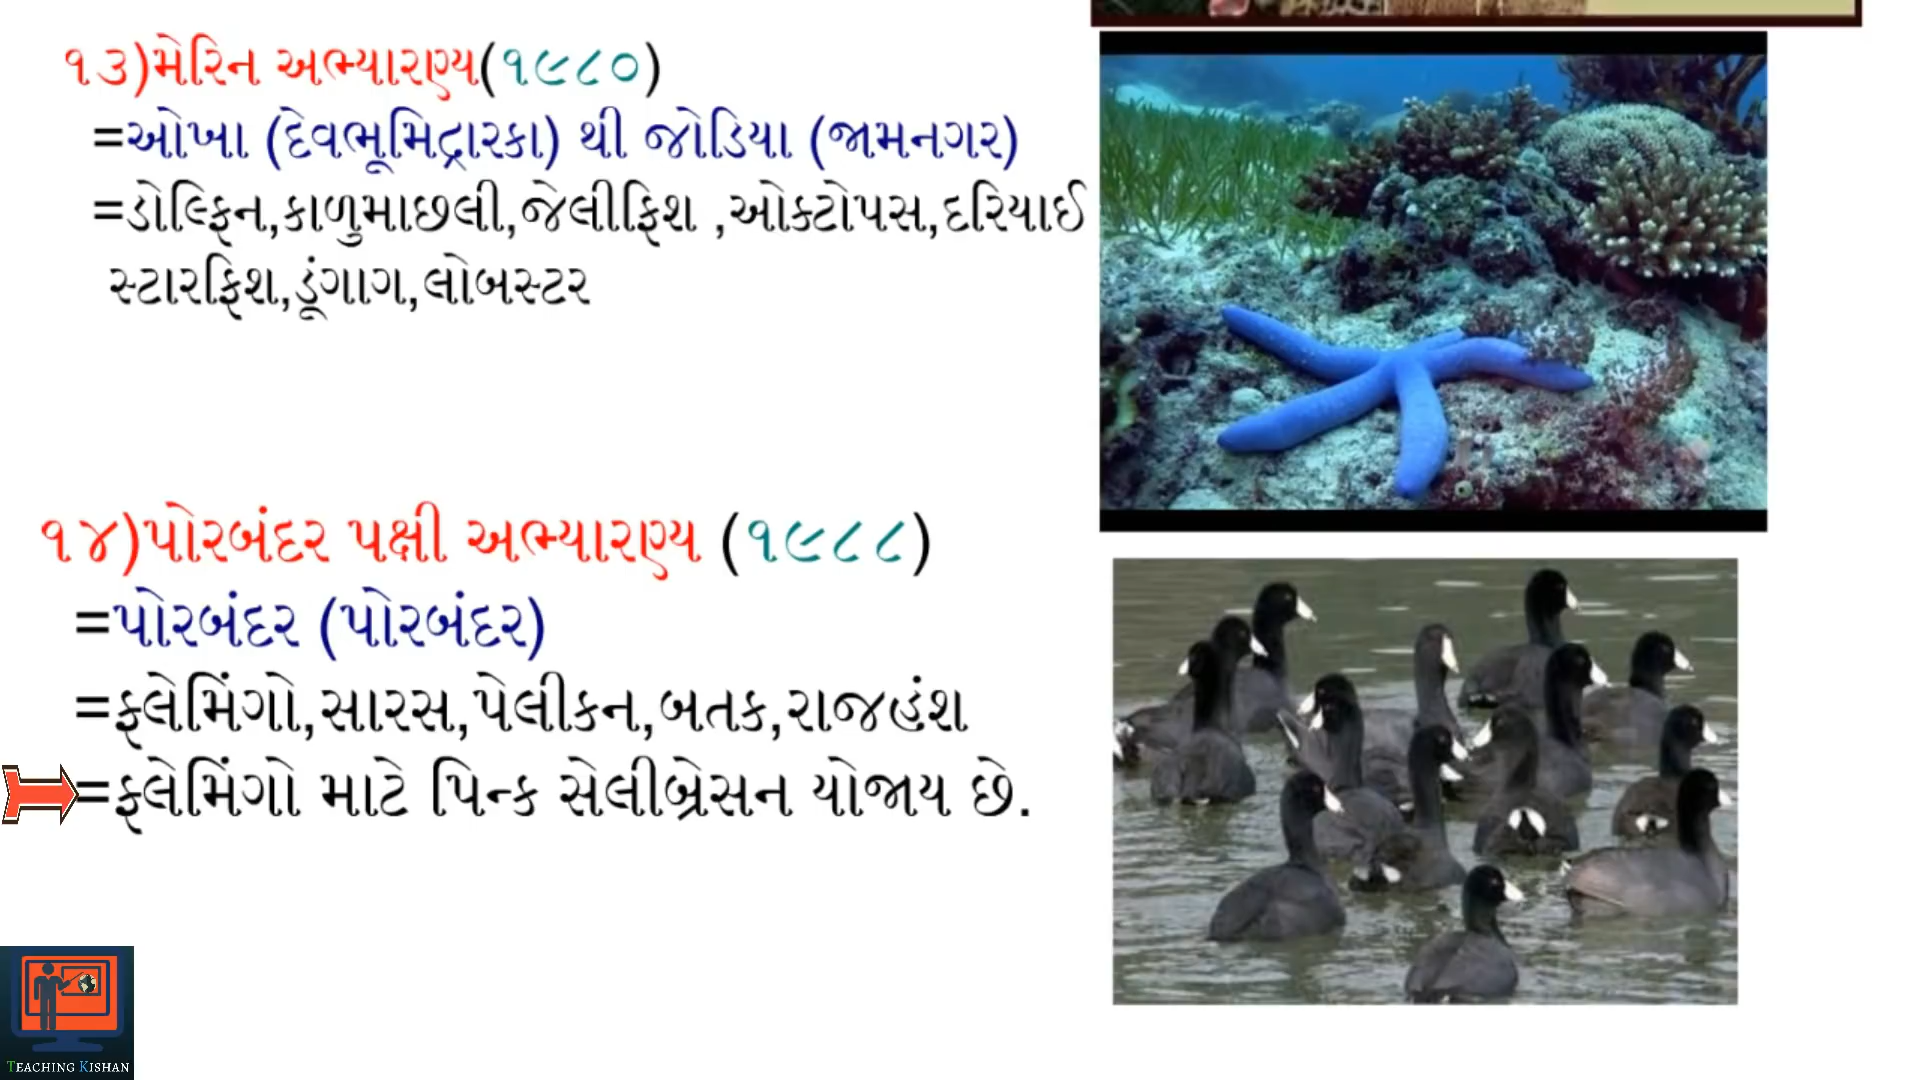 ૧૩)મેરિન અભ્યારણ્ય(૧૯૮૦)
=ઓખા (દેવભૂમિદ્વારકા) થી જોડિયા (જામનગર)
=ડોલ્ફિન,કાળુમાછલી,જેલીફિશ ,ઓક્ટોપસ,દરિયાઈ
સ્ટારફિશ,ડૂંગાગ,લોબસ્ટર
૧૪)પોરબંદર પક્ષી અભ્યારણ્ય (૧૯૮૮)
=પોરબંદર (પોરબંદર)
=ફ્લેમિંગો,સારસ,પેલીકન,બતક,રાજહંશ
=ફ્લેમિંગો માટે પિન્ક સેલીબ્રેસન યોજાય છે.
TEACHING KISHAN